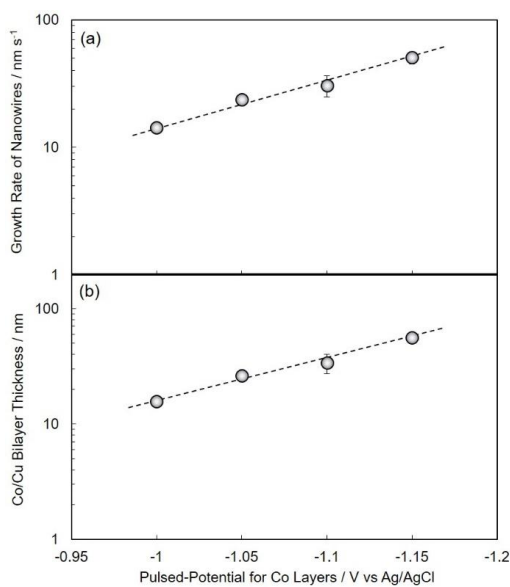 (a)
100
10
1
Growth Rate of Nanowires / nm s⁻¹
(b)
100
10
1
Co/Cu Bilayer Thickness / nm
-0.95 -1 -1.05 -1.1 -1.15 -1.2
Pulsed-Potential for Co Layers / V vs Ag/AgCl